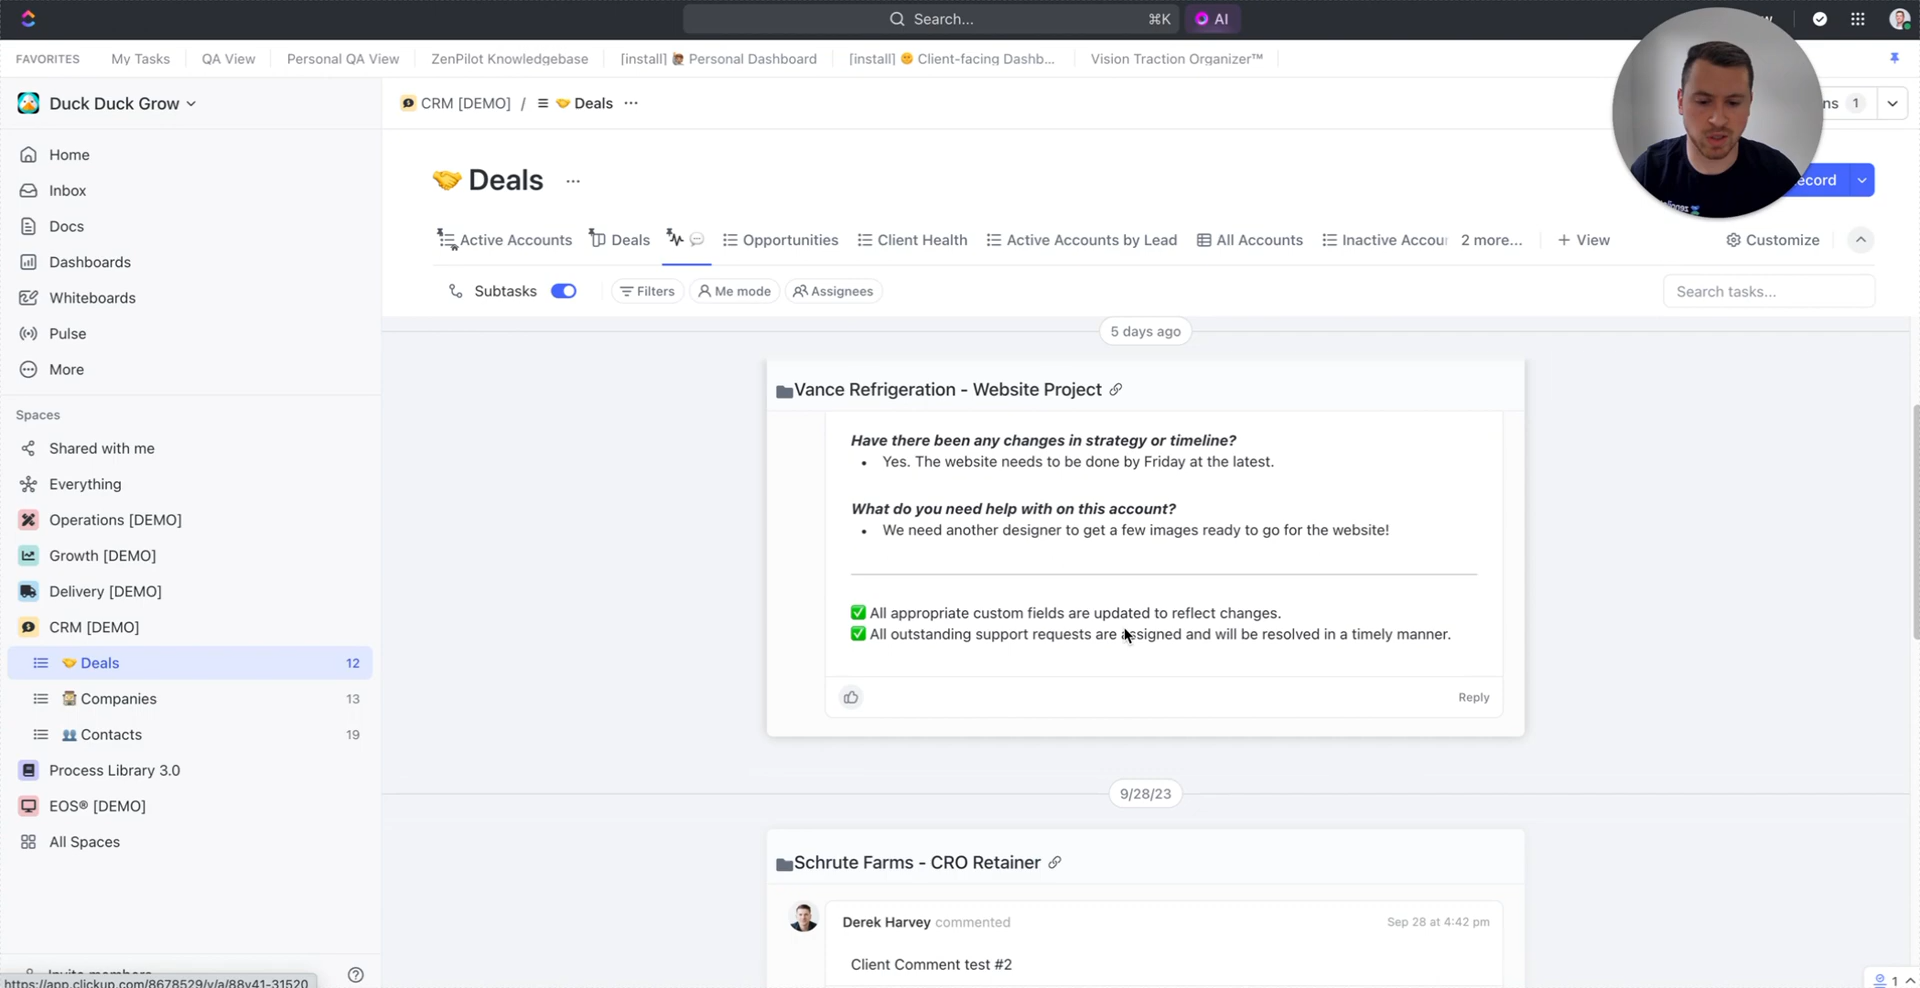 Search...
⌘K
AI
FAVORITES
My Tasks
QA View
Personal QA View
ZenPilot Knowledgebase
[install] 🙋🏽 Personal Dashboard
[install] 😊 Client-facing Dashb...
Vision Traction Organizer™
Duck Duck Grow
CRM [DEMO] / 🤝 Deals ...
1
Home
Inbox
Docs
Dashboards
Whiteboards
Pulse
More
🤝 Deals ...
Active Accounts
Deals
Opportunities
Client Health
Active Accounts by Lead
All Accounts
Inactive Accou
2 more...
+ View
Customize
Subtasks
Filters
Me mode
Assignees
Search tasks...
Spaces
Shared with me
Everything
Operations [DEMO]
Growth [DEMO]
Delivery [DEMO]
CRM [DEMO]
🤝 Deals 12
Companies 13
👥 Contacts 19
Process Library 3.0
EOS® [DEMO]
All Spaces
https://app.clickup.com/8678529/v/a/88v41-31520
5 days ago
Vance Refrigeration - Website Project
Have there been any changes in strategy or timeline?
• Yes. The website needs to be done by Friday at the latest.
What do you need help with on this account?
• We need another designer to get a few images ready to go for the website!
✅ All appropriate custom fields are updated to reflect changes.
✅ All outstanding support requests are assigned and will be resolved in a timely manner.
Reply
9/28/23
Schrute Farms - CRO Retainer
Derek Harvey commented
Sep 28 at 4:42 pm
Client Comment test #2
1